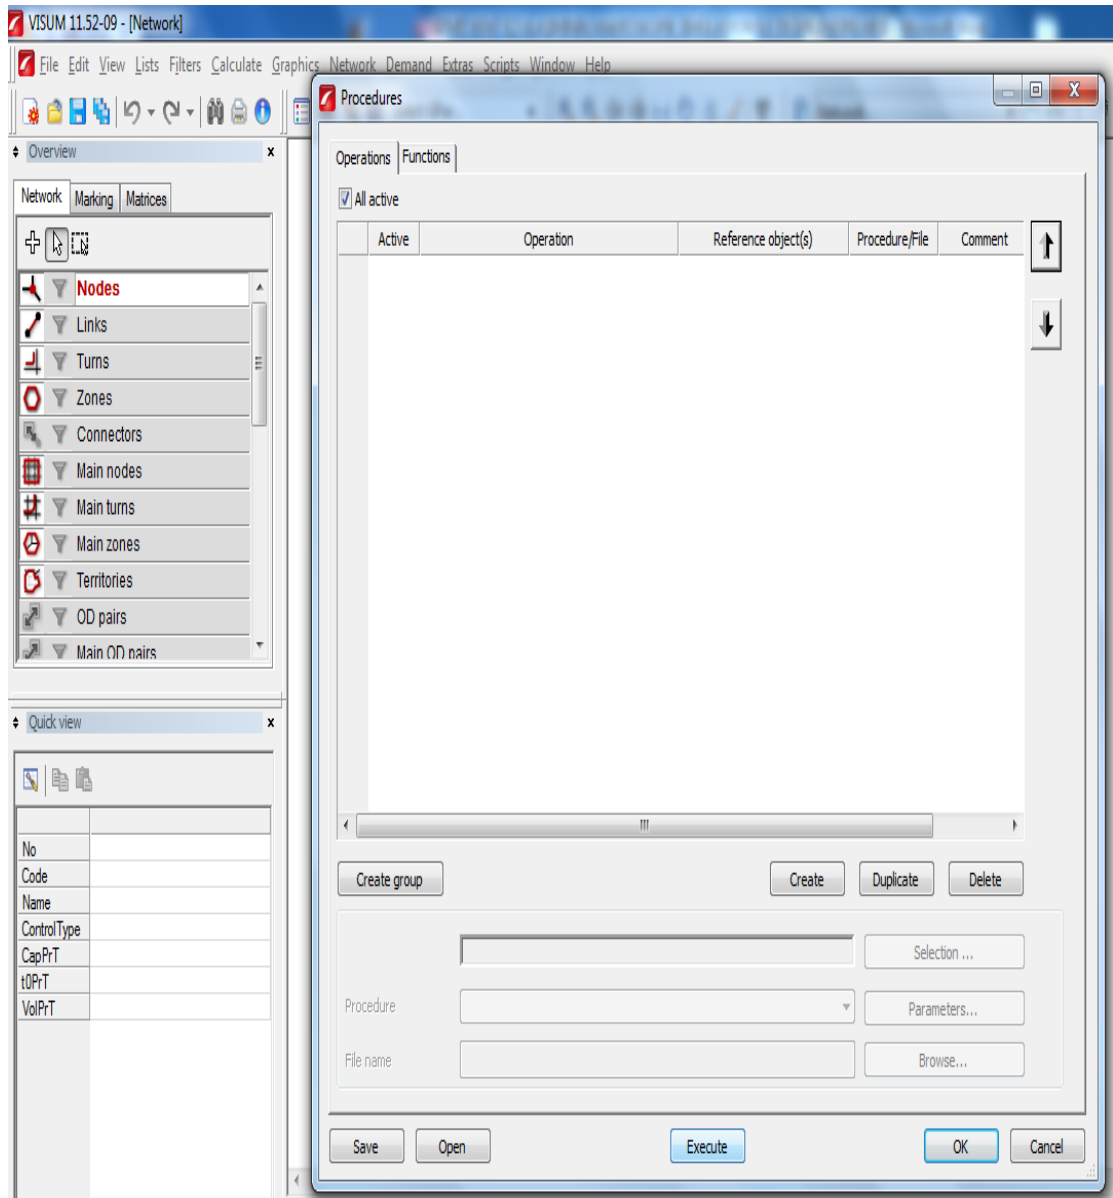 VISUM 11.52-09 - [Network]
File Edit View Lists Filters Calculate Graphics Network Demand Extras Scripts Window Help
Overview x
Network Marking Matrices
Nodes
Links
Turns
Zones
Connectors
Main nodes
Main turns
Main zones
Territories
OD pairs
Main OD pairs
Quick view x
No
Code
Name
ControlType
CapPrT
t0PrT
VolPrT
Procedures
Operations Functions
All active
Active Operation Reference object(s) Procedure/File Comment
Create group Create Duplicate Delete
Selection ...
Procedure Parameters...
File name Browse...
Save Open Execute OK Cancel